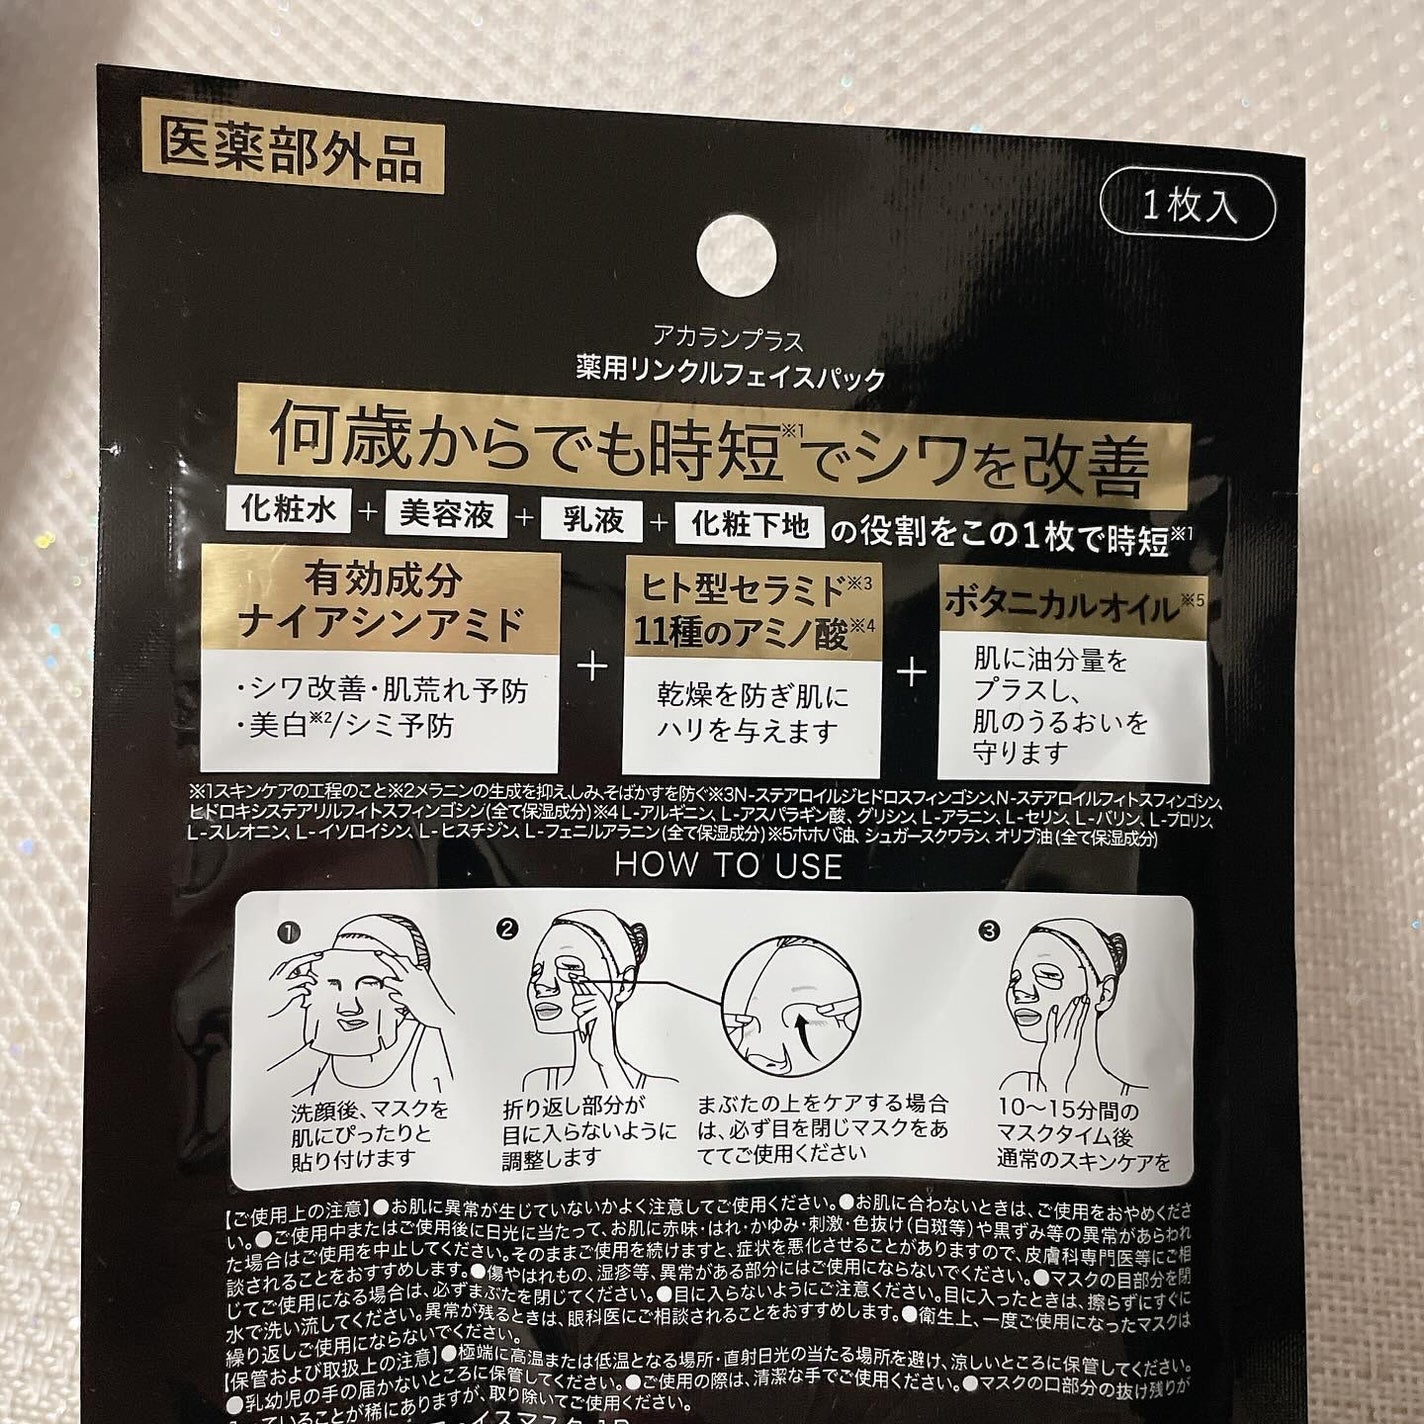 医薬部外品
1枚入
アカランプラス
薬用リンクルフェイスパック
何歳からでも時短※1でシワを改善
化粧水+美容液+乳液+化粧下地の役割をこの1枚で時短※1
有効成分
ナイアシンアミド
・シワ改善・肌荒れ予防
・美白※2/シミ予防
+
ヒト型セラミド※3
11種のアミノ酸※4
乾燥を防ぎ肌に
ハリを与えます
+
ボタニカルオイル※5
肌に油分量を
プラスし、
肌のうるおいを
守ります
※1スキンケアの工程のこと※2メラニンの生成を抑え、しみ、そばかすを防ぐ※3N-ステアロイルジヒドロスフィンゴシン、N-ステアロイルフィトスフィンゴシン、
ヒドロキシステアリルフィトスフィンゴシン(全て保湿成分)※4 L-アルギニン、L-アスパラギン酸、グリシン、L-アラニン、L-セリン、L-バリン、L-プロリン、
L-スレオニン、L-イソロイシン、L-ヒスチジン、L-フェニルアラニン(全て保湿成分)※5ホホバ油、シュガースクワラン、オリブ油(全て保湿成分)
HOW TO USE
❶
洗顔後、マスクを
肌にぴったりと
貼り付けます
❷
折り返し部分が
目に入らないように
調整します
まぶたの上をケアする場合
は、必ず目を閉じマスクをあ
ててご使用ください
❸
10〜15分間の
マスクタイム後
通常のスキンケアを
【ご使用上の注意】●お肌に異常が生じていないかよく注意してご使用ください。●お肌に合わないときは、ご使用をおやめくださ
い。●ご使用中またはご使用後に日光に当たって、お肌に赤味・はれ・かゆみ・刺激・色抜け(白斑等)や黒ずみ等の異常があらわれ
た場合はご使用を中止してください。そのままご使用を続けますと、症状を悪化させることがありますので、皮膚科専門医等にご相
談されることをおすすめします。●傷やはれもの、湿疹等、異常がある部分にはご使用にならないでください。●マスクの目部分を閉
じてご使用になる場合は、必ずまぶたを閉じてください。●目に入らないようにご注意ください。目に入ったときは、擦らずにすぐに
水で洗い流してください。異常が残るときは、眼科医にご相談されることをおすすめします。●衛生上、一度ご使用になったマスクは
繰り返しご使用にならないでください。
【保管および取扱上の注意】●極端に高温または低温となる場所・直射日光の当たる場所を避け、涼しいところに保管してください。
●乳幼児の手の届かないところに保管してください。●ご使用の際は、清潔な手でご使用ください。●マスクの口部分の抜け残りが
っていることが稀にありますが、取り除いてご使用ください。